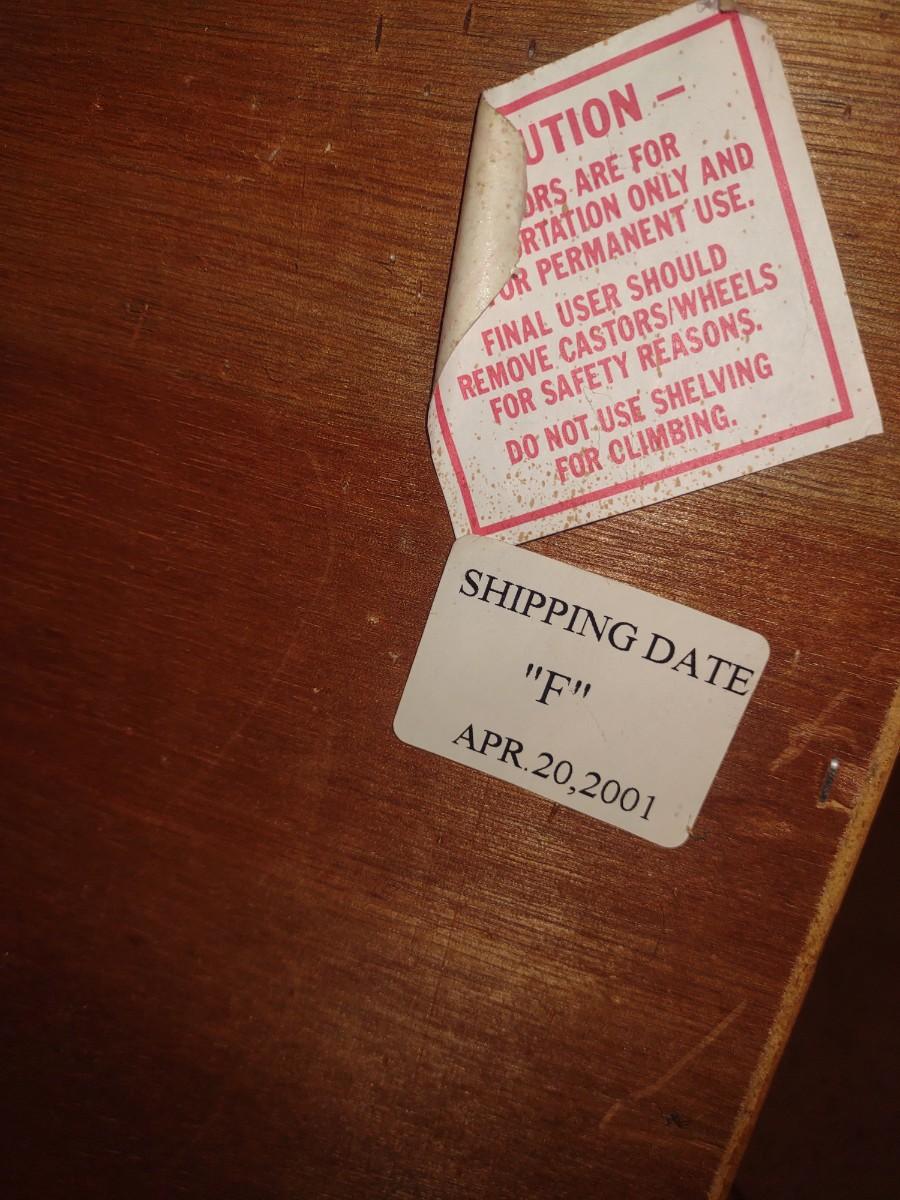 UTION —
ORS ARE FOR
RTATION ONLY AND
OR PERMANENT USE.
FINAL USER SHOULD
REMOVE CASTORS/WHEELS
FOR SAFETY REASONS.
DO NOT USE SHELVING
FOR CLIMBING.
SHIPPING DATE
"F"
APR.20,2001